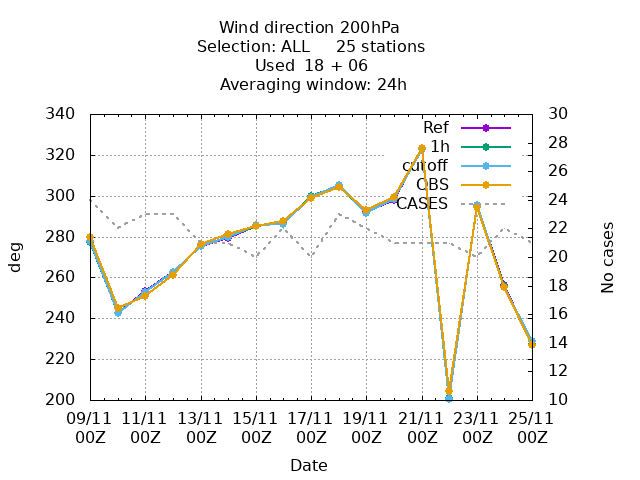 Wind direction 200hPa
Selection: ALL     25 stations
Used  18 + 06
Averaging window: 24h
340
320
300
280
260
240
220
200
deg
30
28
26
24
22
20
18
16
14
12
10
No cases
Ref
1h
cutoff
OBS
CASES
09/11 11/11 13/11 15/11 17/11 19/11 21/11 23/11 25/11
00Z 00Z 00Z 00Z 00Z 00Z 00Z 00Z 00Z
Date